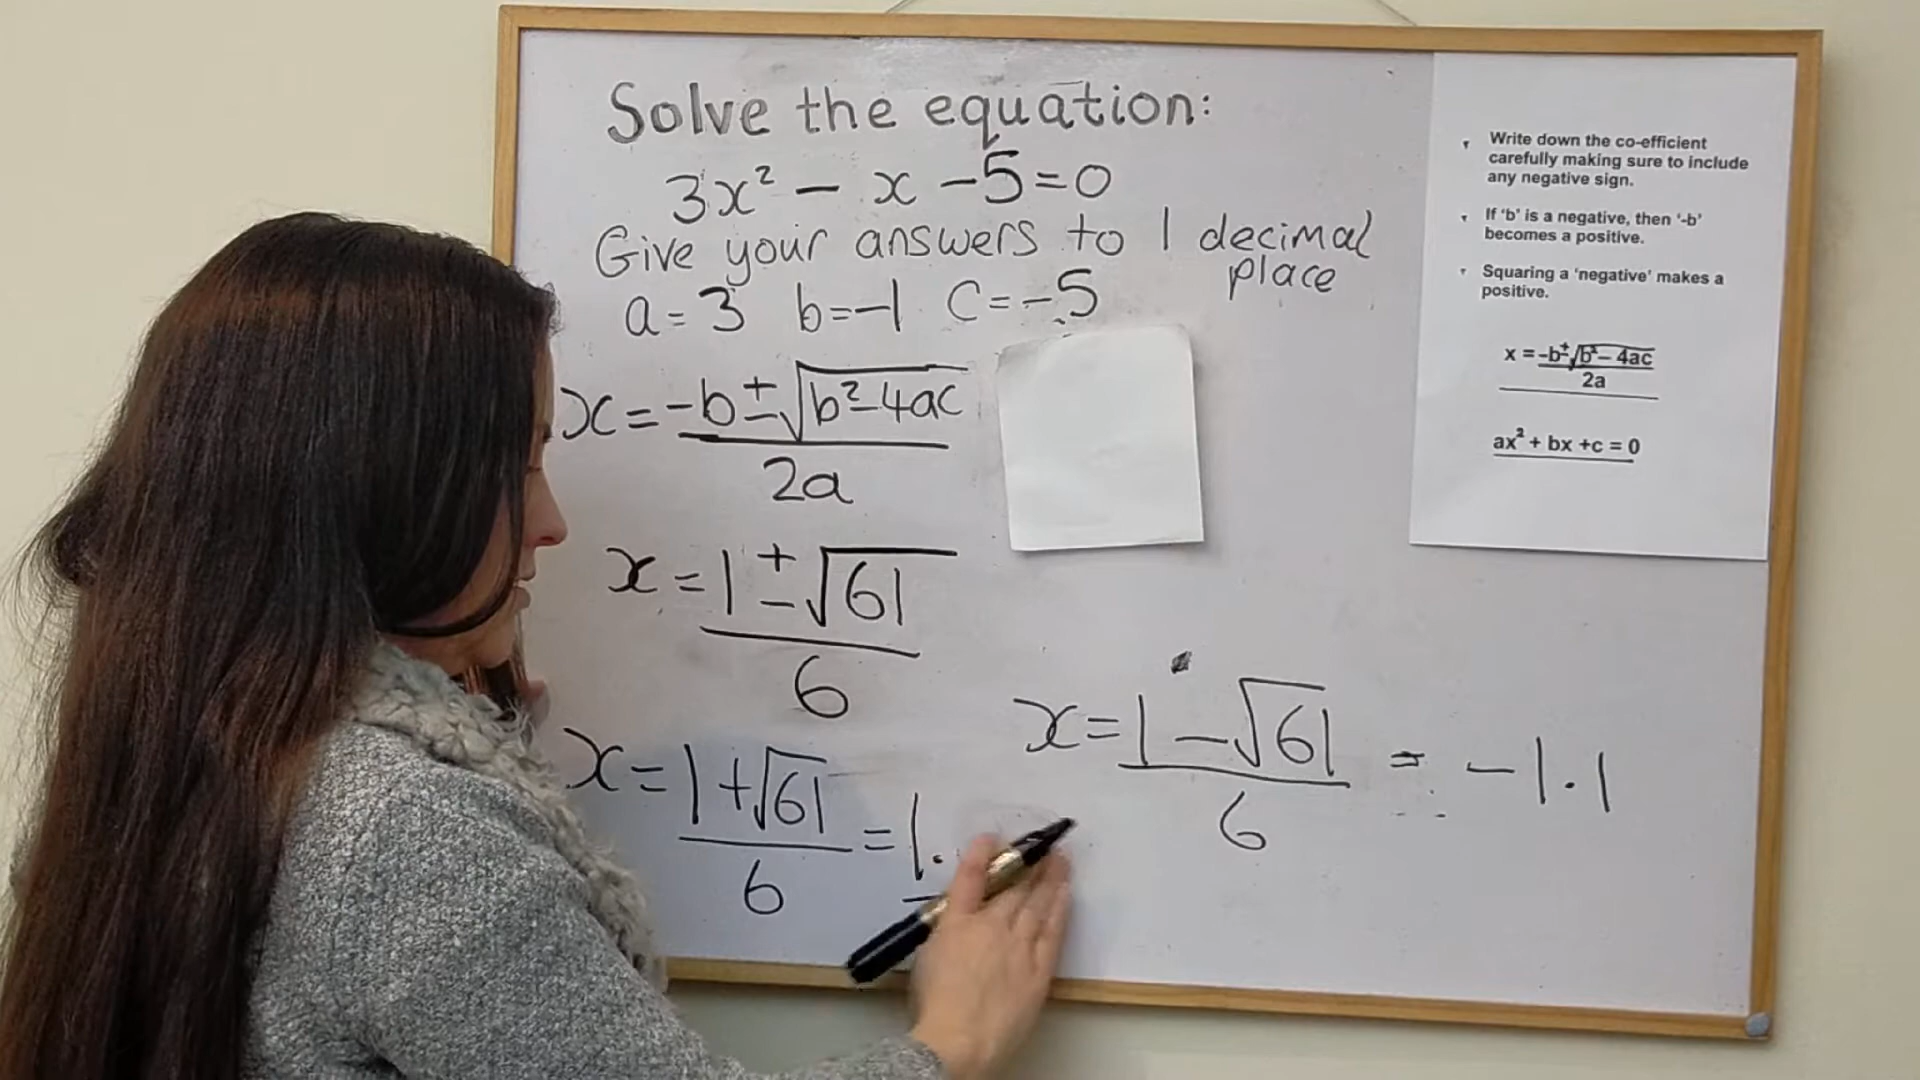 Solve the equation:
3x² - x - 5 = 0
Give your answers to 1 decimal
place
a = 3 b = -1 c = -5
x = -b ± √b² - 4ac
2a
x = 1 ± √61
6
x = 1 + √61 = 1.
6
x = 1 - √61 = -1.1
6
Write down the co-efficient
carefully making sure to include
any negative sign.
If 'b' is a negative, then '-b'
becomes a positive.
Squaring a 'negative' makes a
positive.
x = -b ± √b² - 4ac
2a
ax² + bx +c = 0